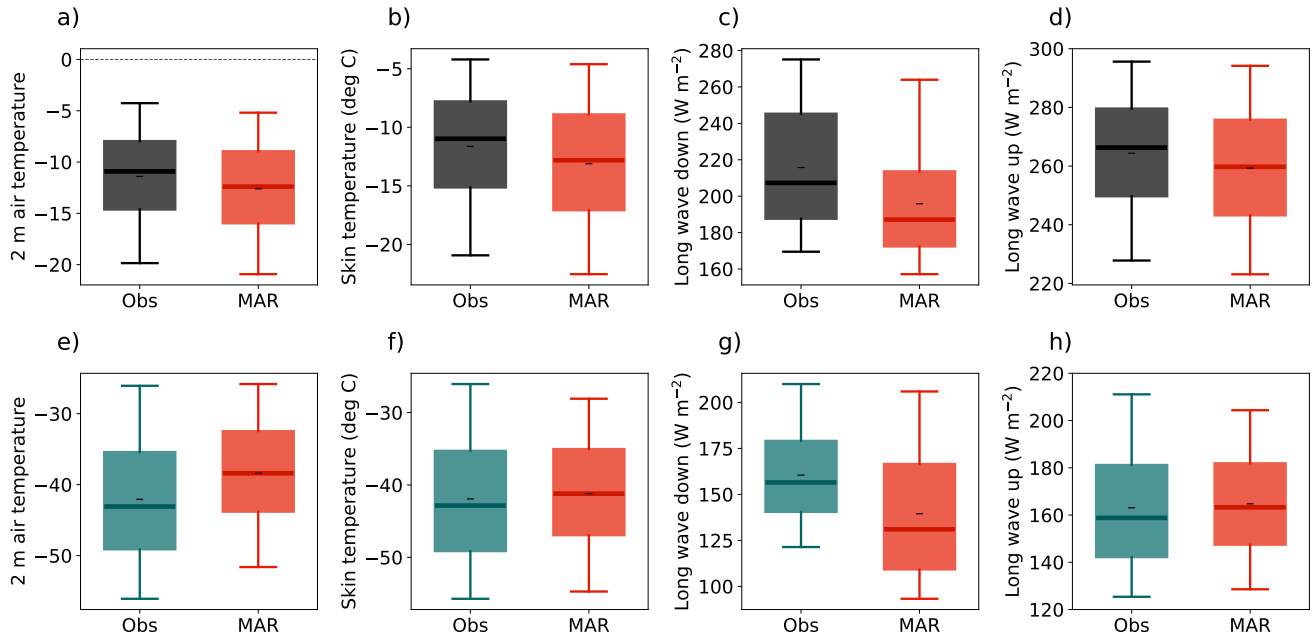 a)
2 m air temperature
0
−5
−10
−15
−20
Obs
MAR
b)
Skin temperature (deg C)
−5
−10
−15
−20
Obs
MAR
c)
Long wave down (W m⁻²)
280
260
240
220
200
180
160
Obs
MAR
d)
Long wave up (W m⁻²)
300
280
260
240
220
Obs
MAR
e)
2 m air temperature
−30
−40
−50
Obs
MAR
f)
Skin temperature (deg C)
−30
−40
−50
Obs
MAR
g)
Long wave down (W m⁻²)
200
175
150
125
100
Obs
MAR
h)
Long wave up (W m⁻²)
220
200
180
160
140
120
Obs
MAR